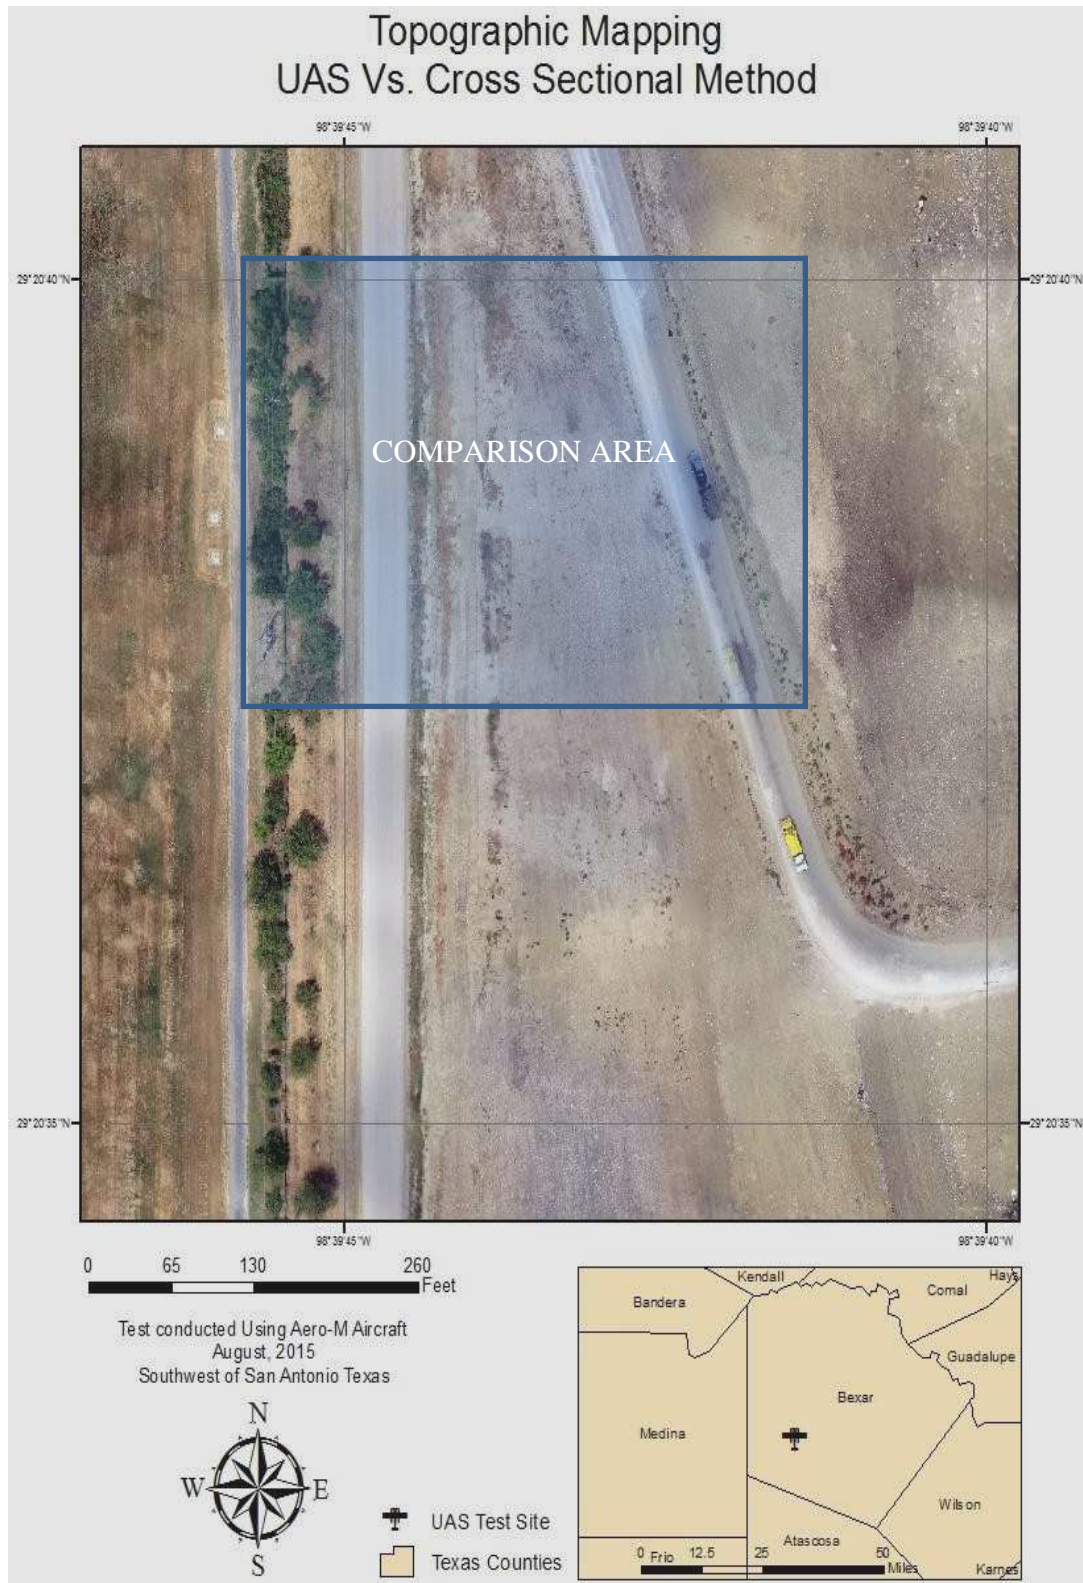 Topographic Mapping
UAS Vs. Cross Sectional Method
98°39'45"W
98°39'40"W
29°20'40"N
29°20'40"N
COMPARISON AREA
29°20'35"N
29°20'35"N
98°39'45"W
98°39'40"W
0 65 130 260
Feet
Test conducted Using Aero-M Aircraft
August, 2015
Southwest of San Antonio Texas
N
W E
S
UAS Test Site
Texas Counties
Kendall
Hays
Bandera
Comal
Guadalupe
Bexar
Medina
Wilson
Atascosa
Frio
0 12.5 25 50
Miles
Karnes